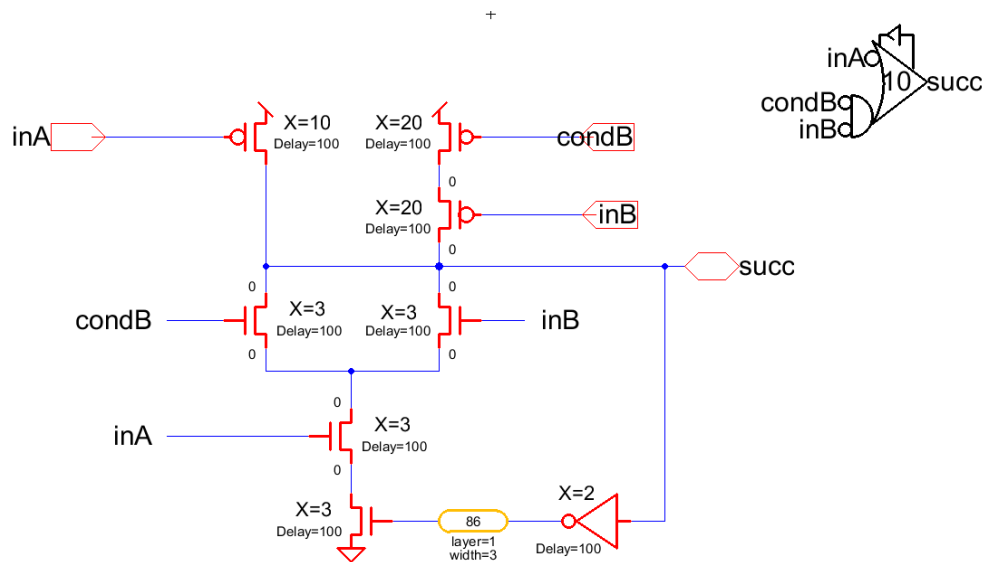 inA
10
succ
condB
inB
inA
X=10
Delay=100
X=20
Delay=100
condB
0
X=20
Delay=100
inB
0
succ
0
0
condB
X=3
Delay=100
X=3
Delay=100
inB
0
0
0
inA
X=3
Delay=100
0
X=3
Delay=100
86
layer=1
width=3
X=2
Delay=100